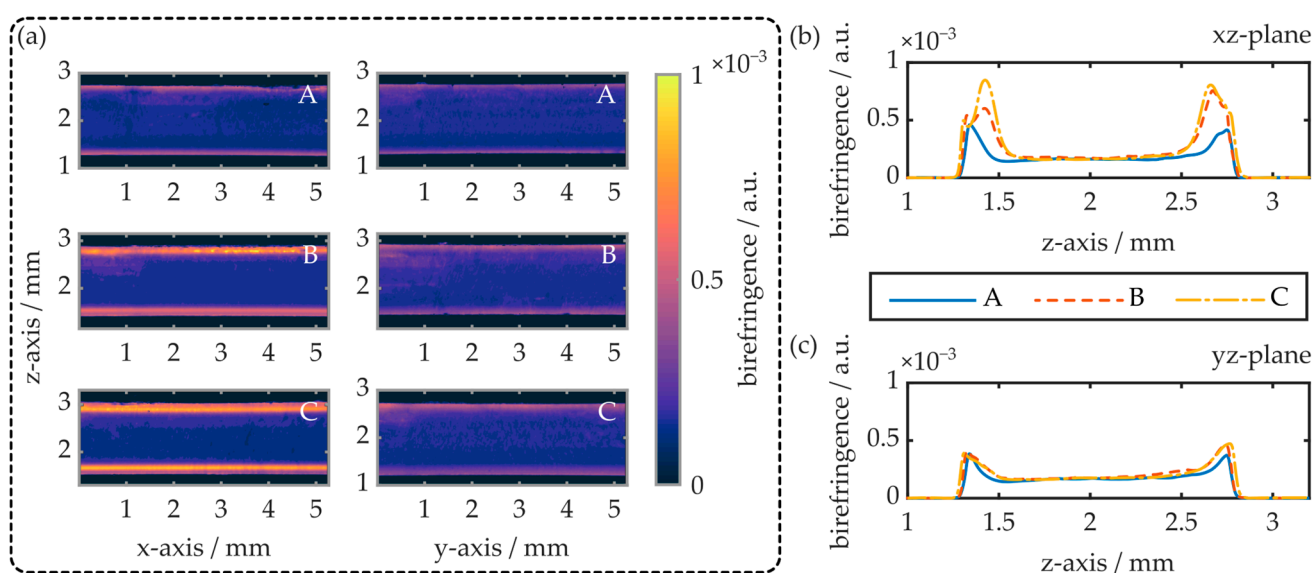 (a)
3
2
1
A
1 2 3 4 5
3
2
1
A
1 2 3 4 5
3
2
B
1 2 3 4 5
3
2
B
1 2 3 4 5
3
2
C
1 2 3 4 5
3
2
1
C
1 2 3 4 5
z-axis / mm
x-axis / mm
y-axis / mm
×10⁻³
1
0.5
0
birefringence / a.u.
(b)
×10⁻³
xz-plane
1
0.5
0
birefringence / a.u.
1 1.5 2 2.5 3
z-axis / mm
A B C
(c)
×10⁻³
yz-plane
1
0.5
0
birefringence / a.u.
1 1.5 2 2.5 3
z-axis / mm